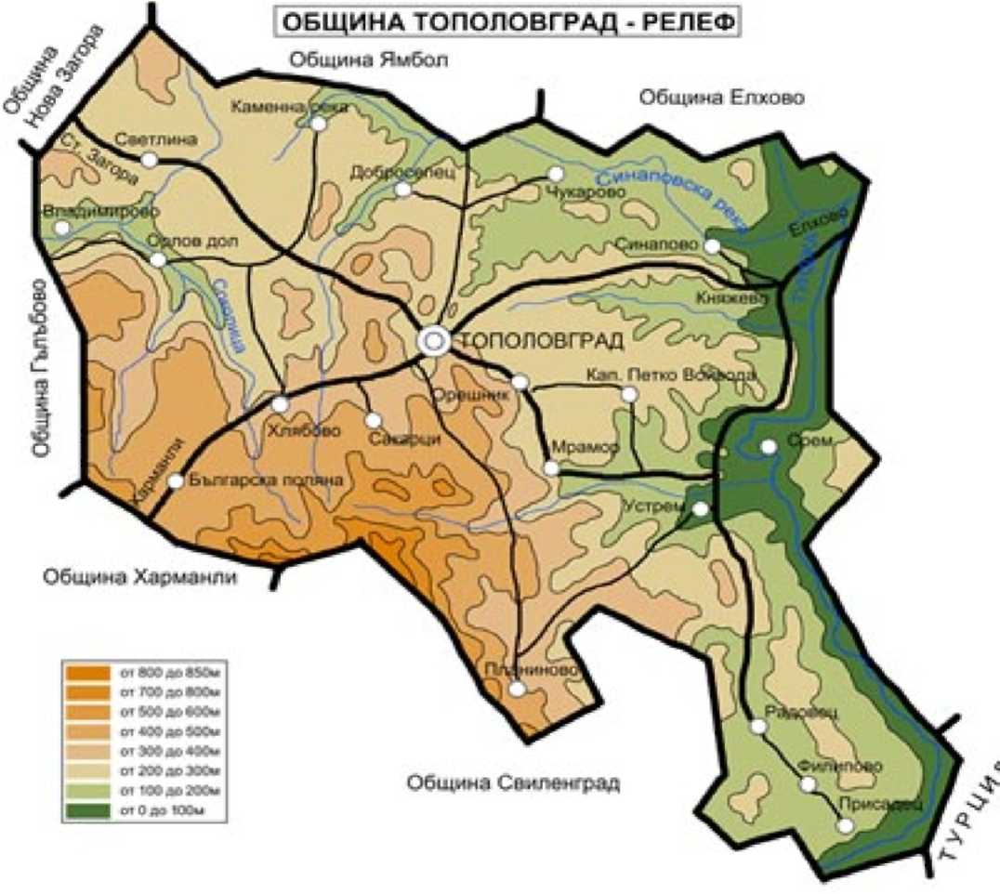 ОБЩИНА ТОПОЛОВГРАД - РЕЛЕФ
Община
Нова Загора
Община Ямбол
Община Елхово
Каменна река
Светлина
Ст. Загора
Доброселец
Чукарово
Синаповска река
Владимирово
Елхово
Орлов дол
Синапово
Тунджа
Соколица
Княжево
Община Гълъбово
ТОПОЛОВГРАД
Кап. Петко Войвода
Орешник
Хлябово
Сакарци
Мрамор
Срем
Харманли
Българска поляна
Устрем
Община Харманли
Планиново
от 800 до 850м
от 700 до 800м
от 500 до 600м
от 400 до 500м
от 300 до 400м
от 200 до 300м
от 100 до 200м
от 0 до 100м
Радовец
Филипово
Община Свиленград
Присадец
ТУРЦИЯ